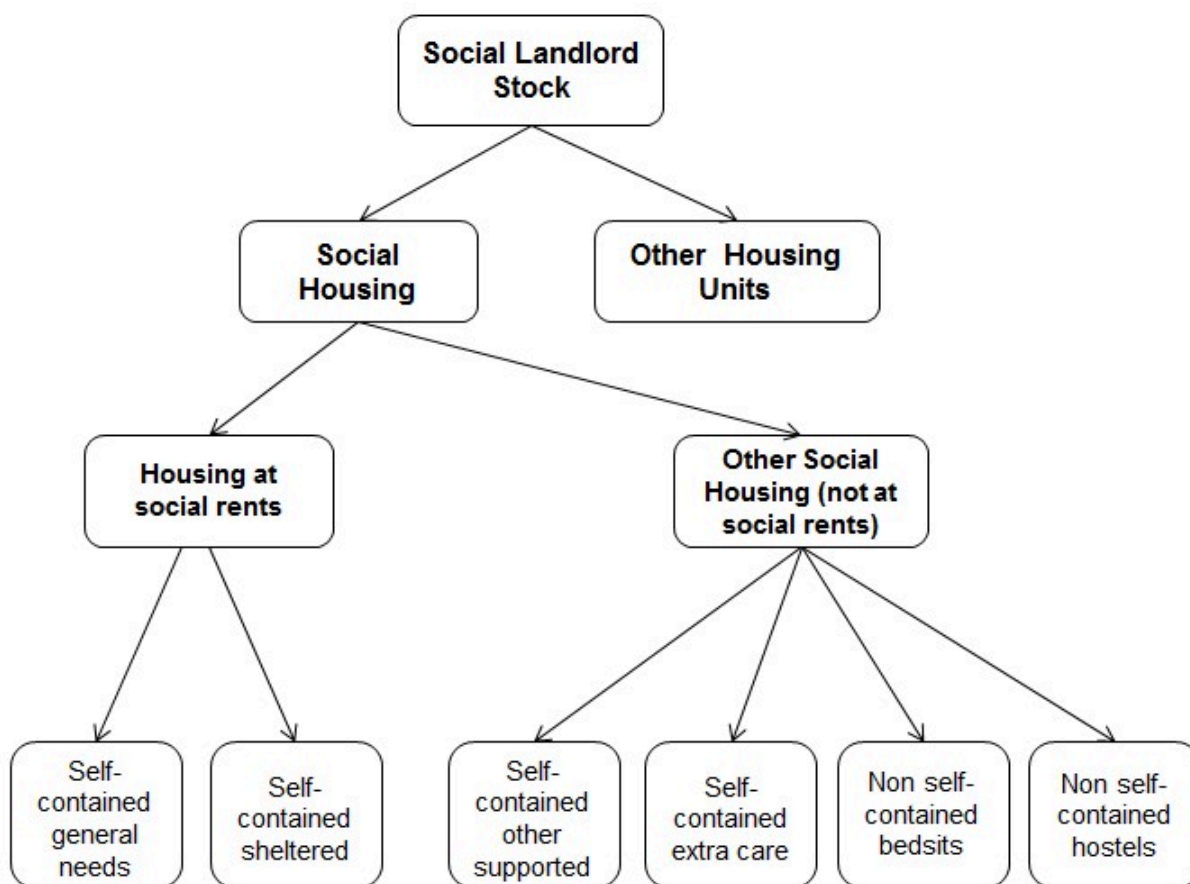 Social Landlord
Stock
Social
Housing
Other Housing
Units
Housing at
social rents
Other Social
Housing (not at
social rents)
Self-
contained
general
needs
Self-
contained
sheltered
Self-
contained
other
supported
Self-
contained
extra care
Non self-
contained
bedsits
Non self-
contained
hostels